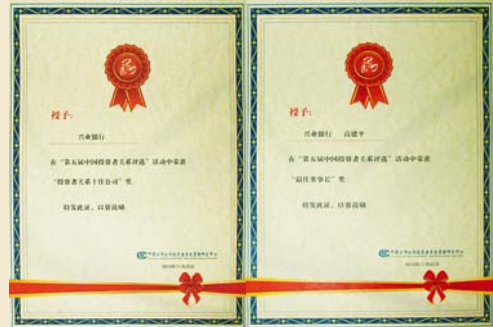 授予：
兴业银行
在“第五届中国投资者关系评选”活动中荣获
“投资者关系十佳公司”奖。
特发此证，以资鼓励
授予：
兴业银行 高建平
在“第五届中国投资者关系评选”活动中荣获
“最佳董事长”奖。
特发此证，以资鼓励